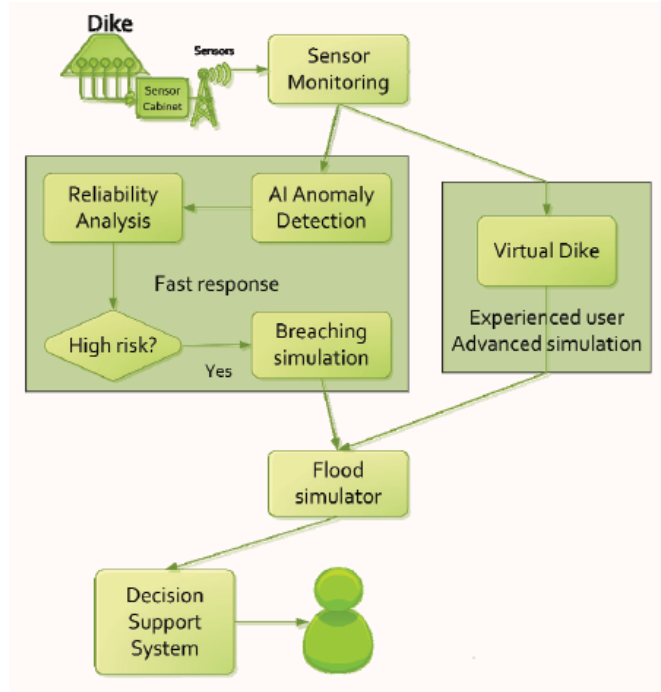 Dike
Sensors
Sensor
Cabinet
Sensor
Monitoring
Reliability
Analysis
AI Anomaly
Detection
Virtual Dike
Fast response
Experienced user
Advanced simulation
High risk?
Yes
Breaching
simulation
Flood
simulator
Decision
Support
System